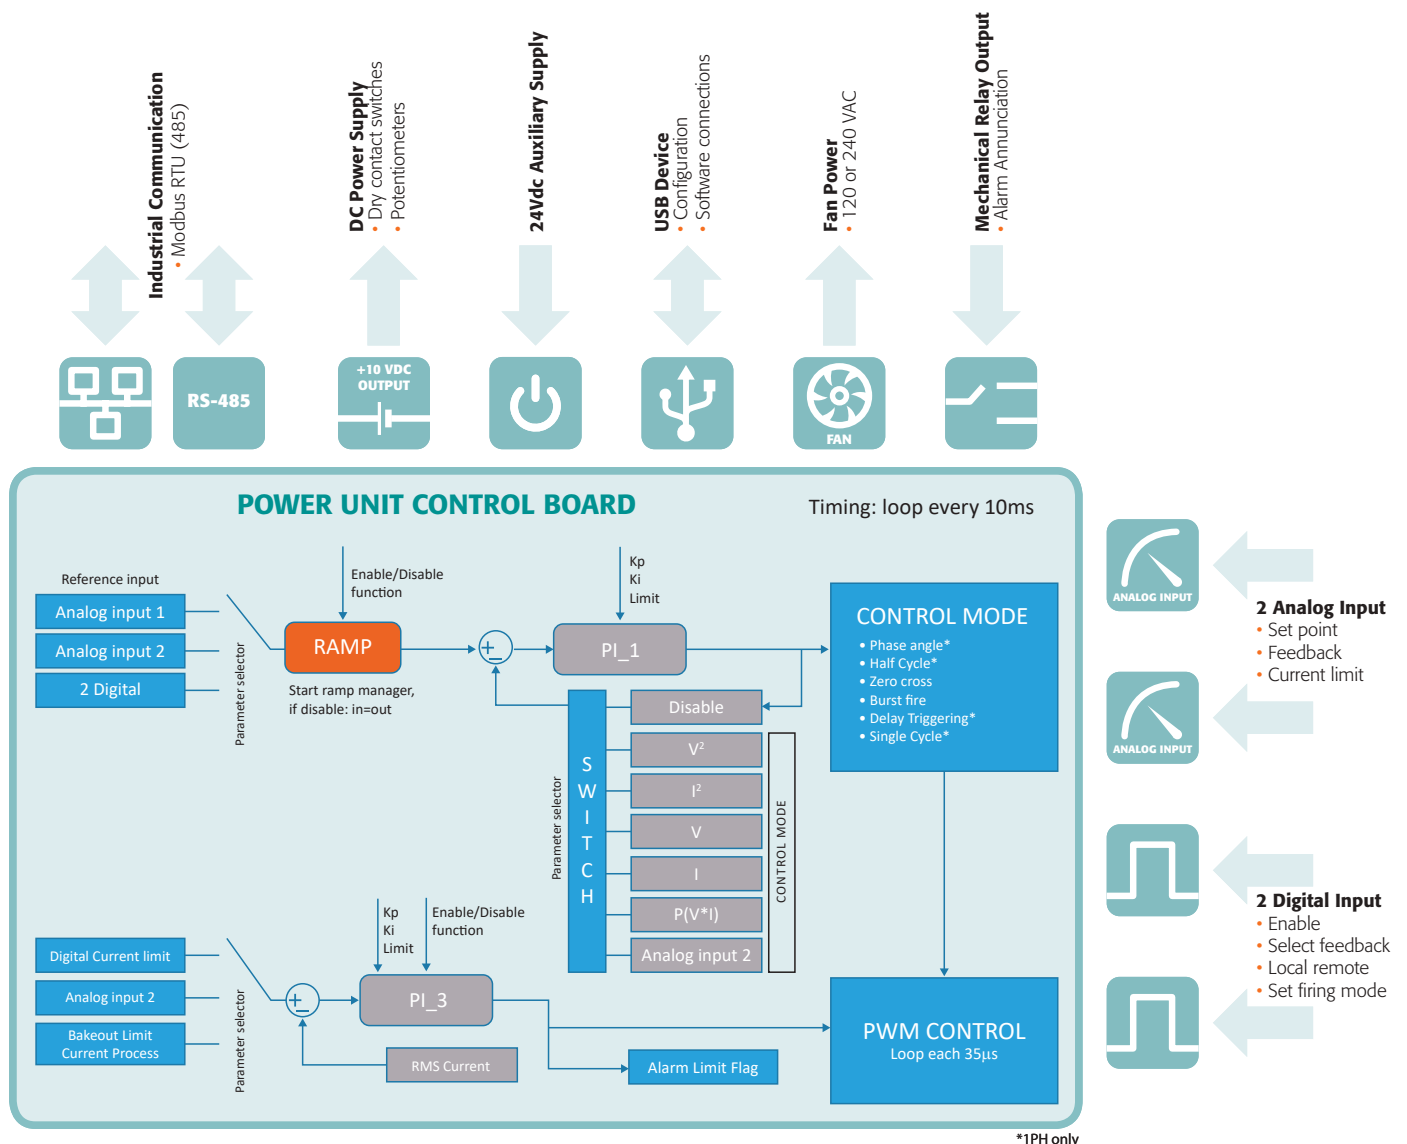 Industrial Communication
• Modbus RTU (485)
DC Power Supply
• Dry contact switches
• Potentiometers
24Vdc Auxiliary Supply
USB Device
• Configuration
• Software connections
Fan Power
• 120 or 240 VAC
Mechanical Relay Output
• Alarm Annunciation
RS-485
+10 VDC
OUTPUT
FAN
POWER UNIT CONTROL BOARD
Timing: loop every 10ms
Reference input
Analog input 1
Analog input 2
2 Digital
Parameter selector
Enable/Disable
function
RAMP
Start ramp manager,
if disable: in=out
+
−
Kp
Ki
Limit
PI_1
Parameter selector
SWITCH
Disable
V²
I²
V
I
P(V*I)
Analog input 2
CONTROL MODE
CONTROL MODE
• Phase angle*
• Half Cycle*
• Zero cross
• Burst fire
• Delay Triggering*
• Single Cycle*
Digital Current limit
Analog input 2
Bakeout Limit
Current Process
Parameter selector
+
−
Kp
Ki
Limit
Enable/Disable
function
PI_3
RMS Current
Alarm Limit Flag
PWM CONTROL
Loop each 35µs
ANALOG INPUT
ANALOG INPUT
2 Analog Input
• Set point
• Feedback
• Current limit
2 Digital Input
• Enable
• Select feedback
• Local remote
• Set firing mode
*1PH only